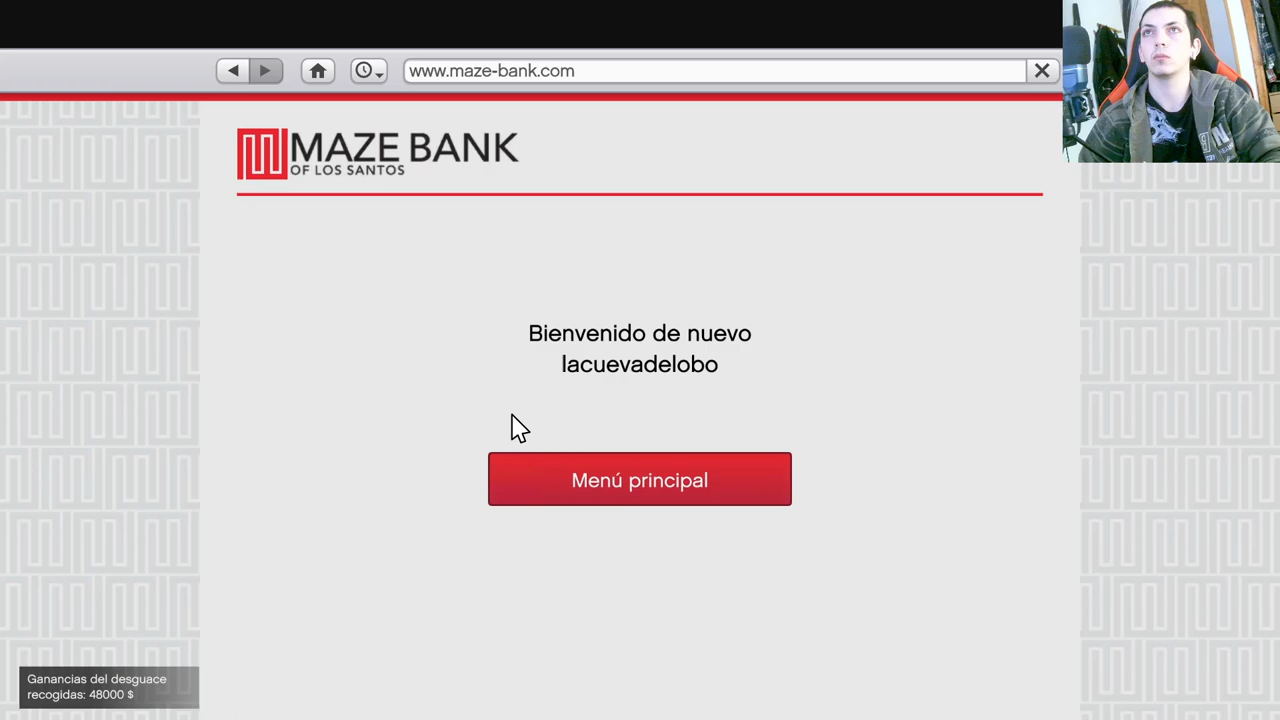 www.maze-bank.com
MAZE BANK
OF LOS SANTOS
Bienvenido de nuevo
lacuevadelobo
Menú principal
Ganancias del desguace
recogidas: 48000 $